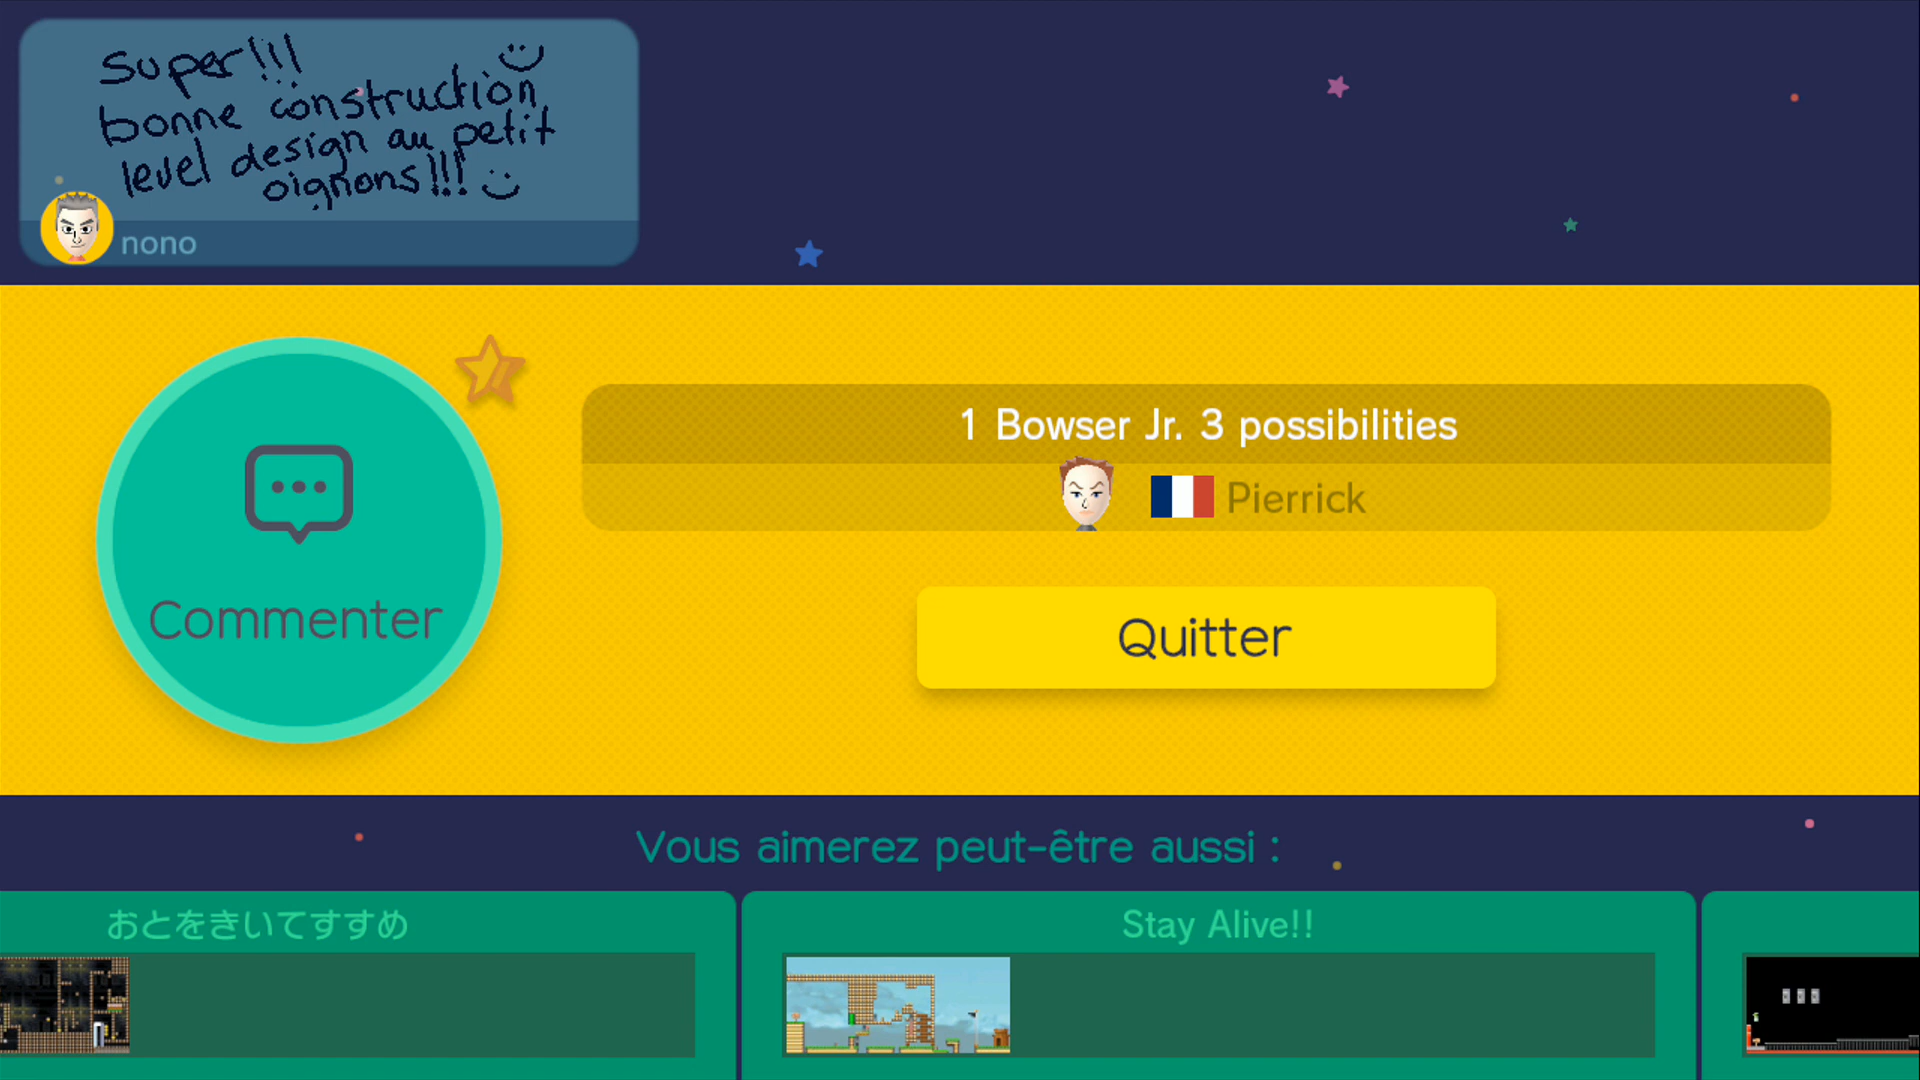 Super!!!
bonne construction
level design au petit
oignons!!!
nono
1 Bowser Jr. 3 possibilities
Pierrick
Commenter
Quitter
Vous aimerez peut-être aussi :
おとをきいてすすめ
Stay Alive!!